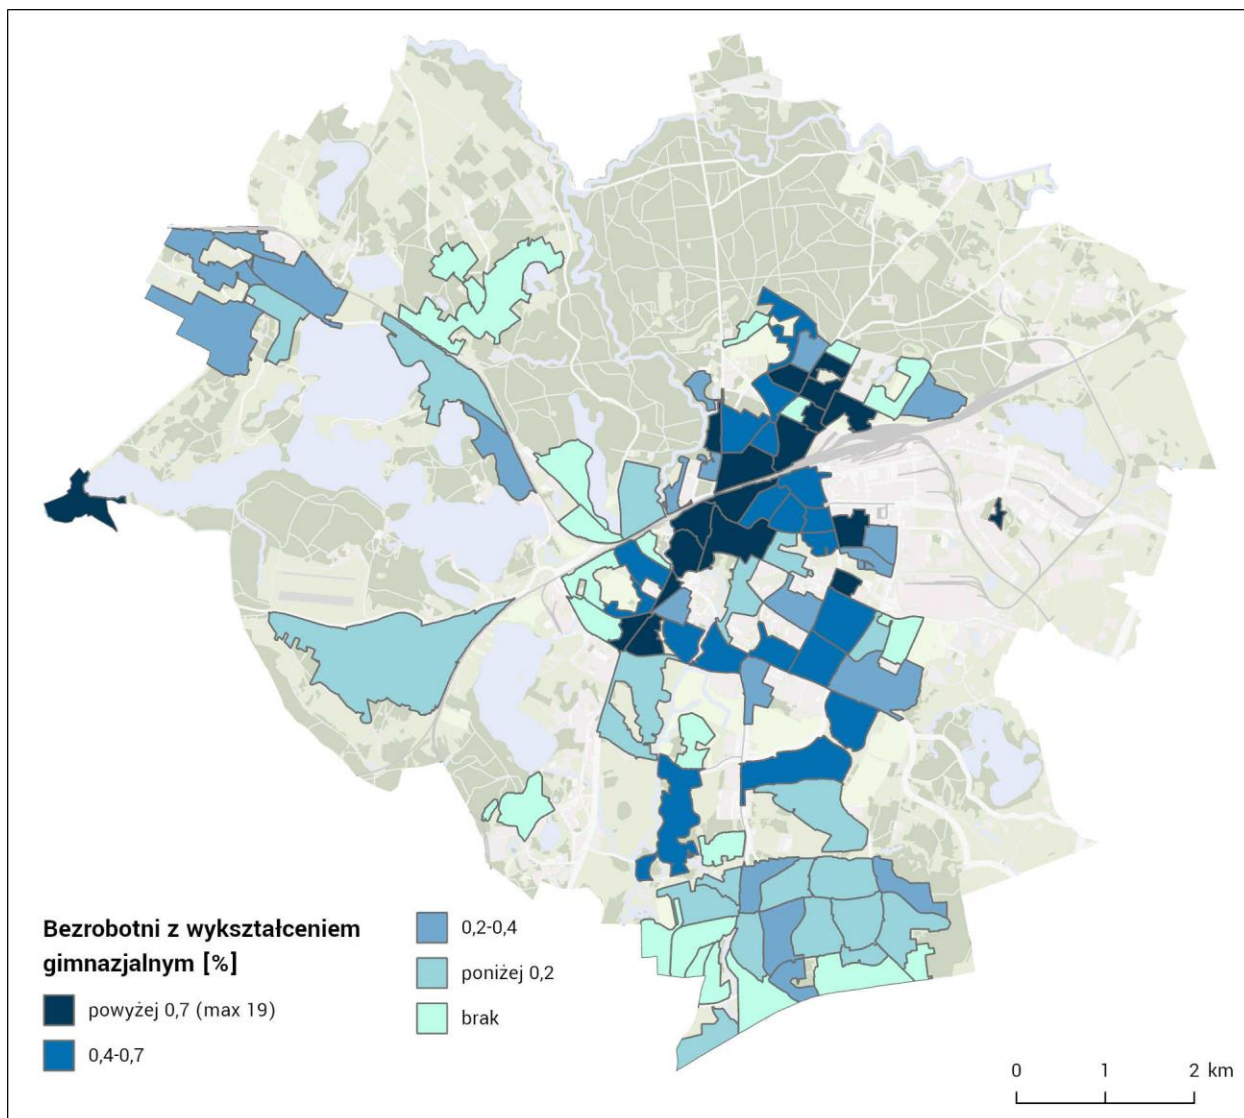 Bezrobotni z wykształceniem
gimnazjalnym [%]
powyżej 0,7 (max 19)
0,4-0,7
0,2-0,4
poniżej 0,2
brak
0 1 2 km